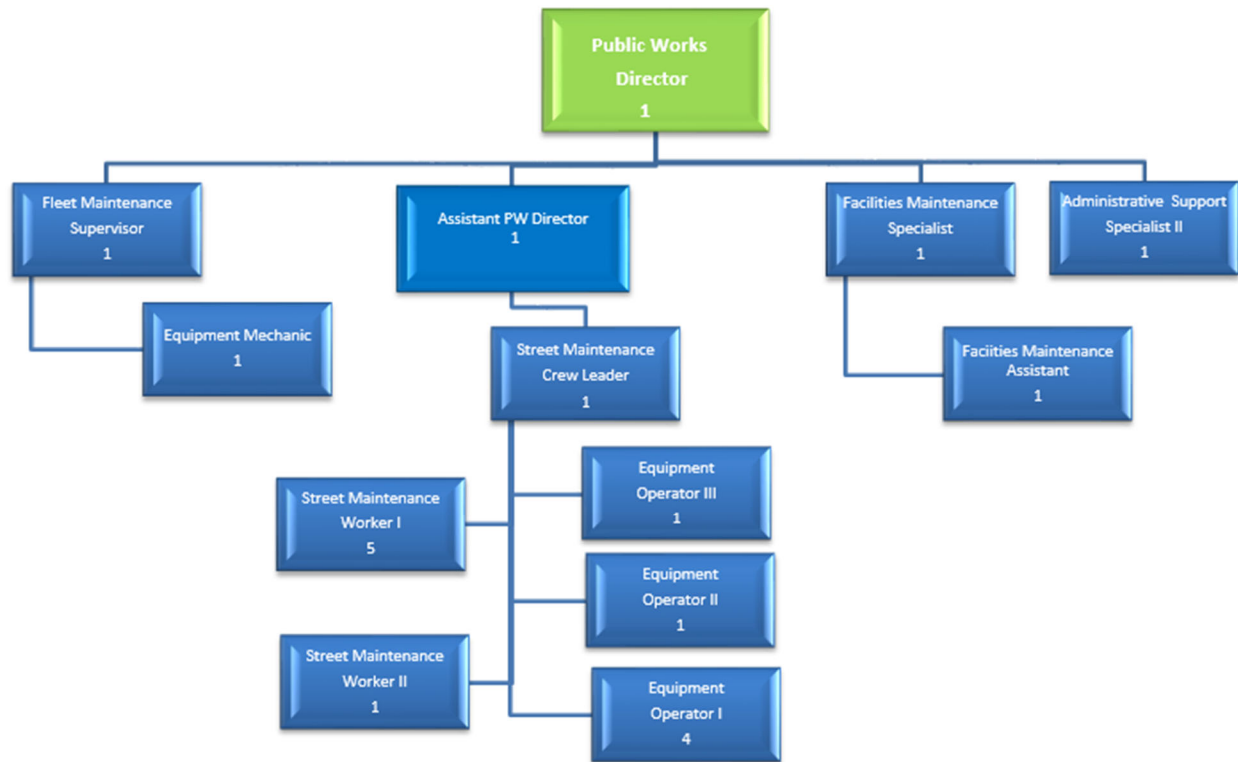 Public Works
Director
1
Fleet Maintenance
Supervisor
1
Assistant PW Director
1
Facilities Maintenance
Specialist
1
Administrative Support
Specialist II
1
Equipment Mechanic
1
Street Maintenance
Crew Leader
1
Faciities Maintenance
Assistant
1
Street Maintenance
Worker I
5
Equipment
Operator III
1
Equipment
Operator II
1
Street Maintenance
Worker II
1
Equipment
Operator I
4